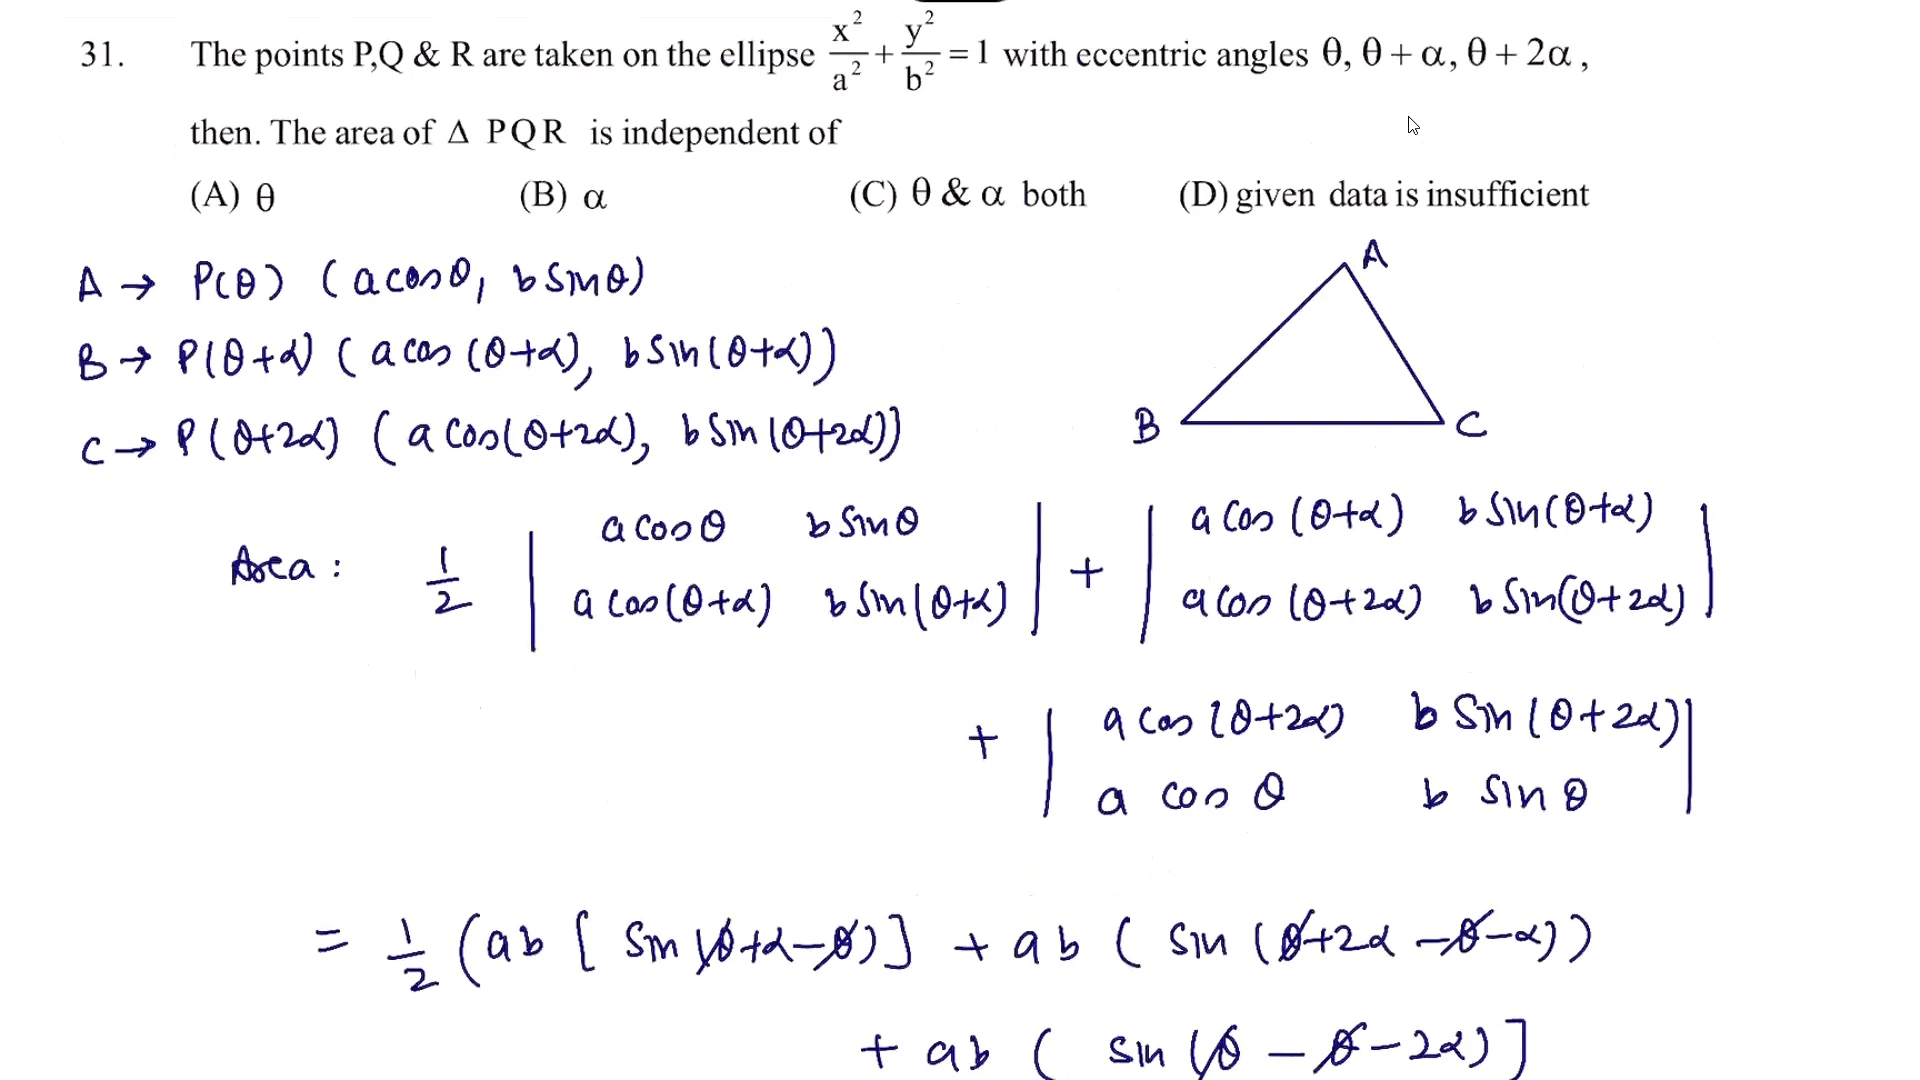 31. The points P,Q & R are taken on the ellipse x²/a² + y²/b² = 1 with eccentric angles θ, θ + α, θ + 2α ,
then. The area of Δ PQR is independent of
(A) θ (B) α (C) θ & α both (D) given data is insufficient
A → P(θ) (a cosθ, b sinθ)
B → P(θ+α) (a cos (θ+α), b sin(θ+α))
C → P(θ+2α) (a cos(θ+2α), b sin(θ+2α))
A
B C
Area : 1/2 | a cosθ b sinθ | + | a cos (θ+α) b sin(θ+α) |
| a cos(θ+α) b sin(θ+α) | | a cos (θ+2α) b sin(θ+2α) |
+ | a cos(θ+2α) b sin(θ+2α) |
| a cos θ b sin θ |
= 1/2 (ab [ sin (θ+α-θ)] + ab ( sin (θ+2α -θ-α))
+ ab ( sin (θ - θ-2α)]